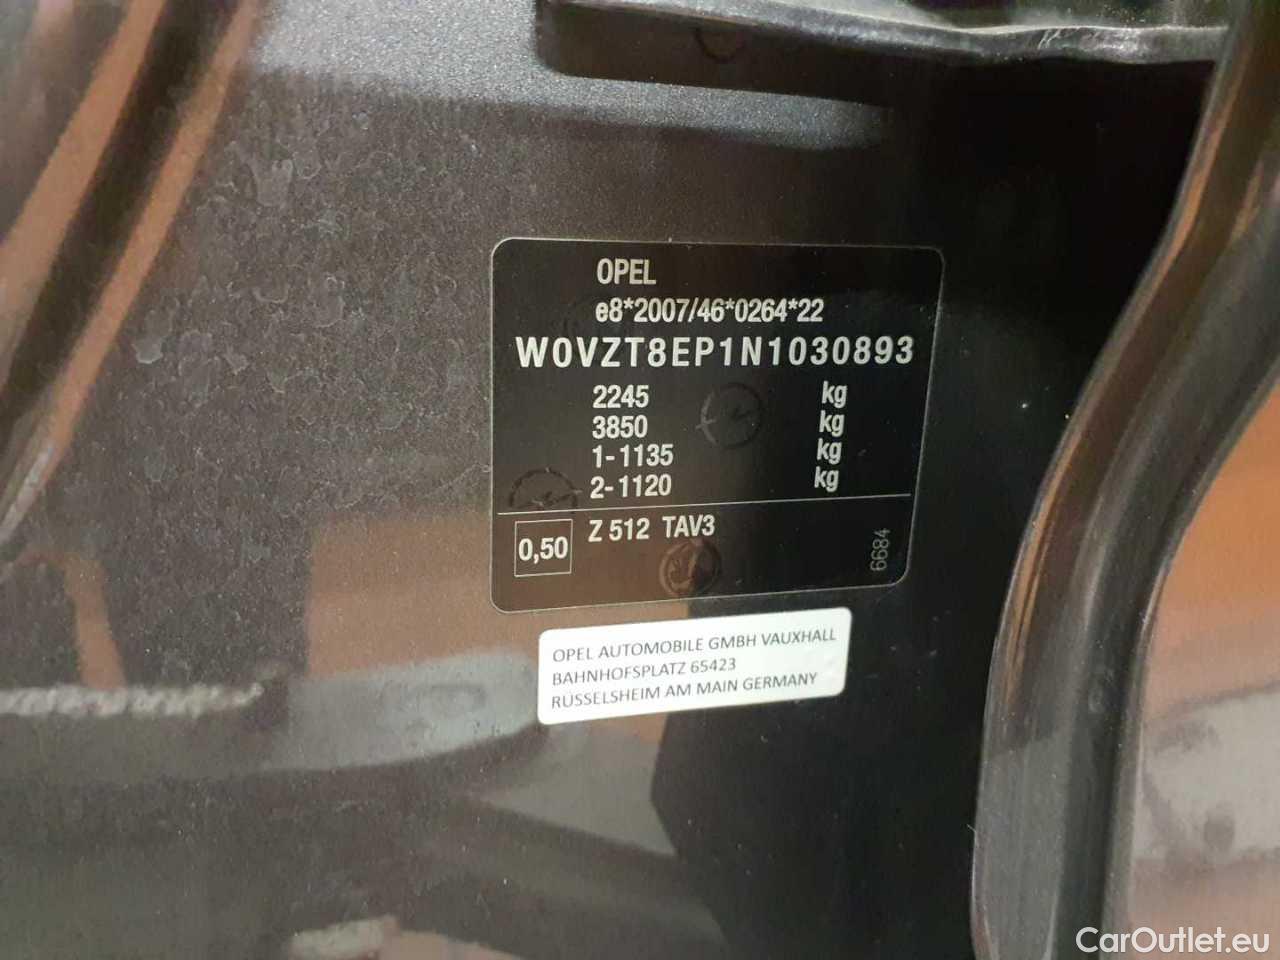 OPEL
e8*2007/46*0264*22
W0VZT8EP1N1030893
2245 kg
3850 kg
1-1135 kg
2-1120 kg
0,50 Z 512 TAV3
6684
OPEL AUTOMOBILE GMBH VAUXHALL
BAHNHOFSPLATZ 65423
RÜSSELSHEIM AM MAIN GERMANY
CarOutlet.eu